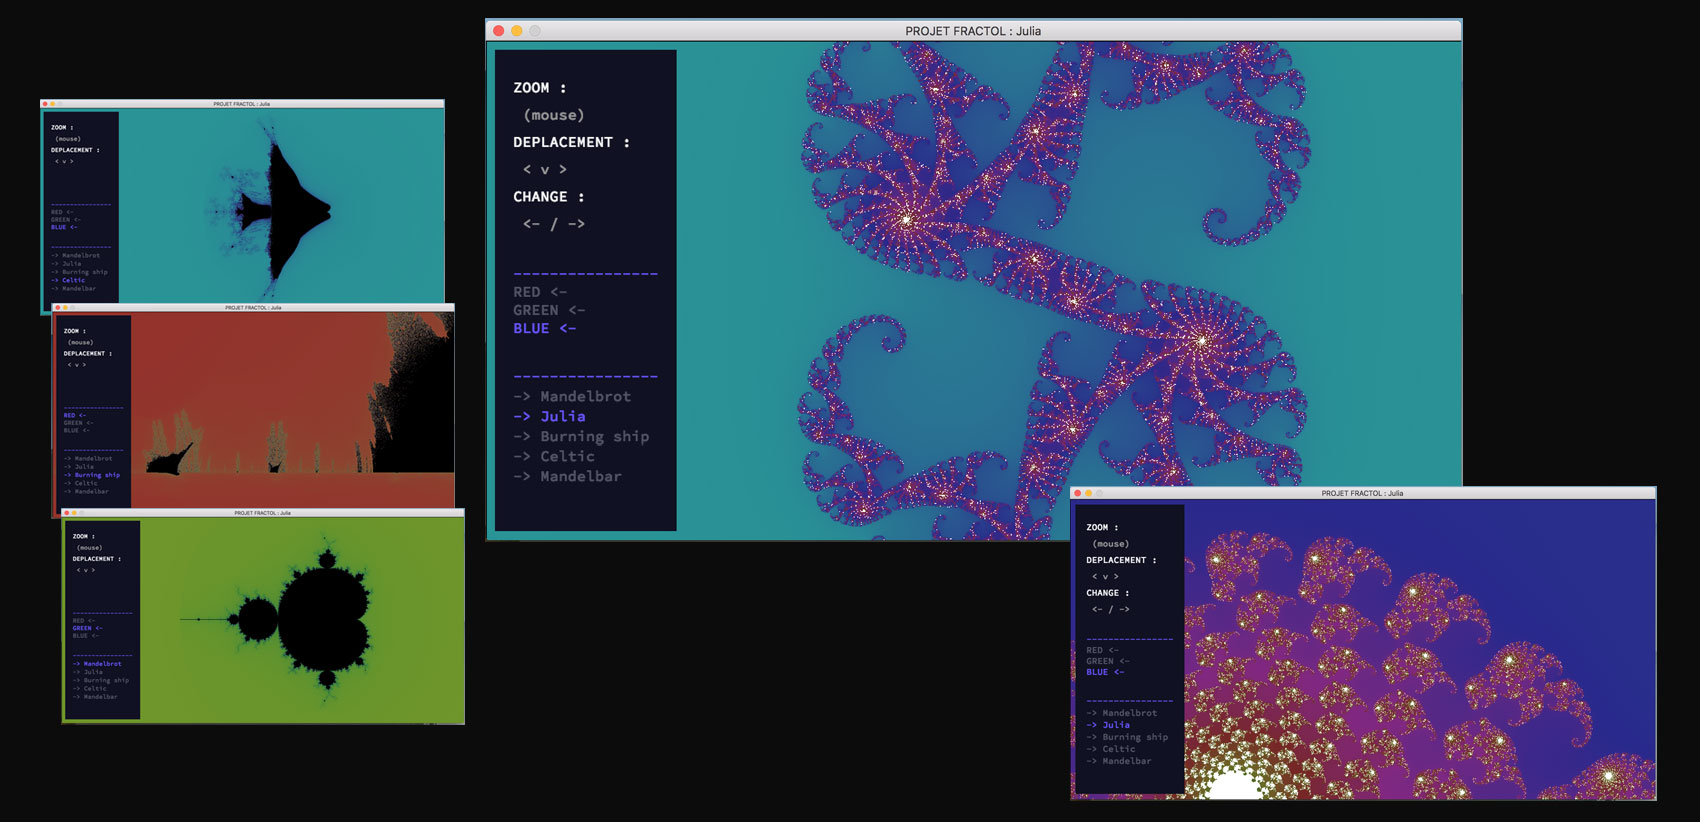 PROJET FRACTOL : Julia
ZOOM :
(mouse)
DEPLACEMENT :
< v >
--------------------
RED <-
GREEN <-
BLUE <-
--------------------
-> Mandelbrot
-> Julia
-> Burning ship
-> Celtic
-> Mandelbar
PROJET FRACTOL : Julia
ZOOM :
(mouse)
DEPLACEMENT :
< v >
--------------------
RED <-
GREEN <-
BLUE <-
--------------------
-> Mandelbrot
-> Julia
-> Burning ship
-> Celtic
-> Mandelbar
PROJET FRACTOL : Julia
ZOOM :
(mouse)
DEPLACEMENT :
< v >
--------------------
RED <-
GREEN <-
BLUE <-
--------------------
-> Mandelbrot
-> Julia
-> Burning ship
-> Celtic
-> Mandelbar
PROJET FRACTOL : Julia
ZOOM :
(mouse)
DEPLACEMENT :
< v >
CHANGE :
<- / ->
----------------
RED <-
GREEN <-
BLUE <-
----------------
-> Mandelbrot
-> Julia
-> Burning ship
-> Celtic
-> Mandelbar
PROJET FRACTOL : Julia
ZOOM :
(mouse)
DEPLACEMENT :
< v >
CHANGE :
<- / ->
----------------
RED <-
GREEN <-
BLUE <-
----------------
-> Mandelbrot
-> Julia
-> Burning ship
-> Celtic
-> Mandelbar